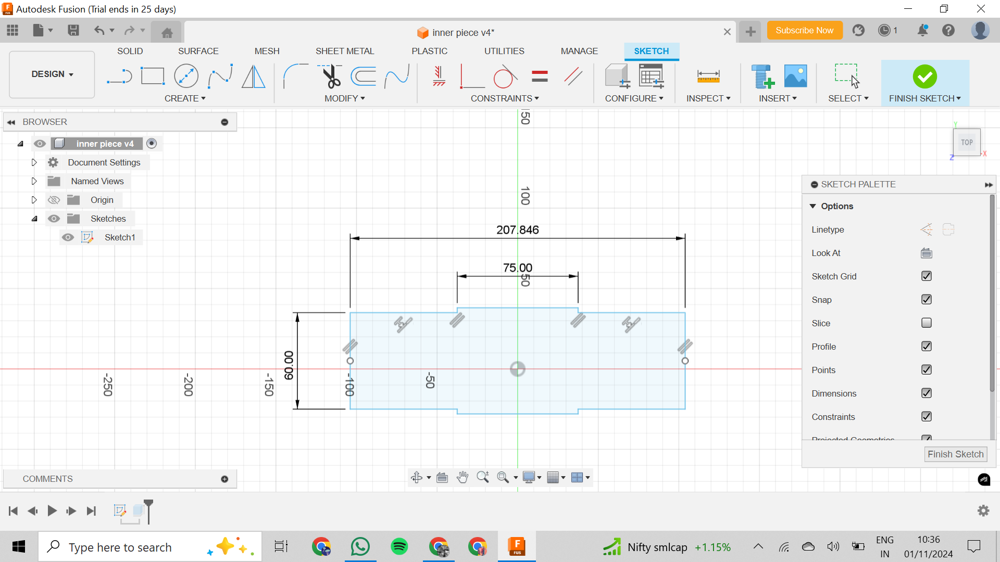 Autodesk Fusion (Trial ends in 25 days)
inner piece v4*
Subscribe Now
1
DESIGN
SOLID
SURFACE
MESH
SHEET METAL
PLASTIC
UTILITIES
MANAGE
SKETCH
CREATE
MODIFY
CONSTRAINTS
CONFIGURE
INSPECT
INSERT
SELECT
FINISH SKETCH
BROWSER
inner piece v4
Document Settings
Named Views
Origin
Sketches
Sketch1
Y
TOP
Z
X
150
100
50
207.846
75.00
60.00
-250
-200
-150
-100
-50
SKETCH PALETTE
Options
Linetype
Look At
Sketch Grid
Snap
Slice
Profile
Points
Dimensions
Constraints
Projected Geometries
Finish Sketch
COMMENTS
Type here to search
FUS
Nifty smlcap +1.15%
ENG
IN
10:36
01/11/2024